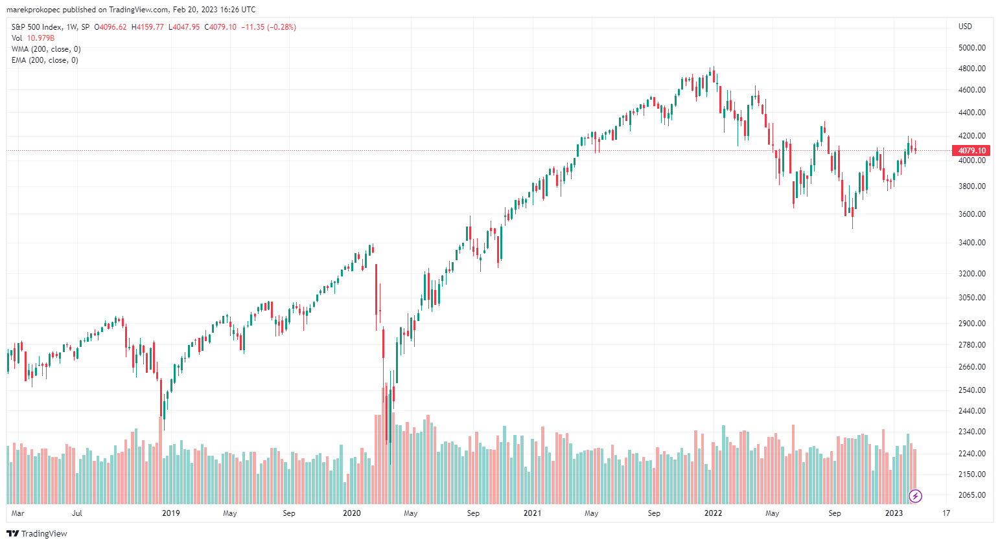 marekprokopec published on TradingView.com, Feb 20, 2023 16:26 UTC
S&P 500 Index, 1W, SP O4096.62 H4159.77 L4047.95 C4079.10 −11.35 (−0.28%)
Vol 10.979B
WMA (200, close, 0)
EMA (200, close, 0)
USD
5000.00
4800.00
4600.00
4400.00
4200.00
4079.10
4000.00
3800.00
3600.00
3400.00
3200.00
3050.00
2900.00
2780.00
2660.00
2540.00
2440.00
2340.00
2240.00
2150.00
2065.00
Mar Jul 2019 May Sep 2020 May Sep 2021 May Sep 2022 May Sep 2023 17
TradingView